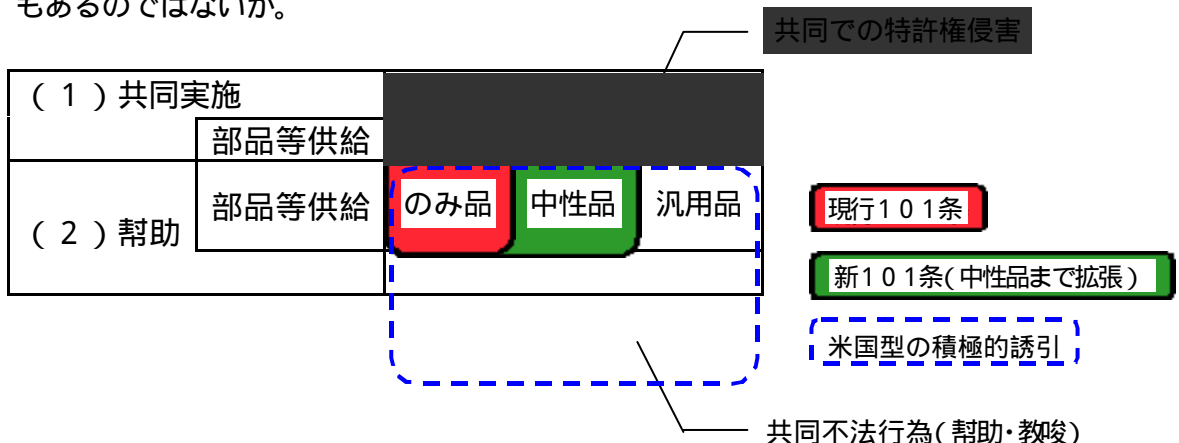 もあるのではないか。
共同での特許権侵害
(1)共同実施
部品等供給
(2)幇助
部品等供給
のみ品
中性品
汎用品
現行101条
新101条(中性品まで拡張)
米国型の積極的誘引
共同不法行為(幇助・教唆)